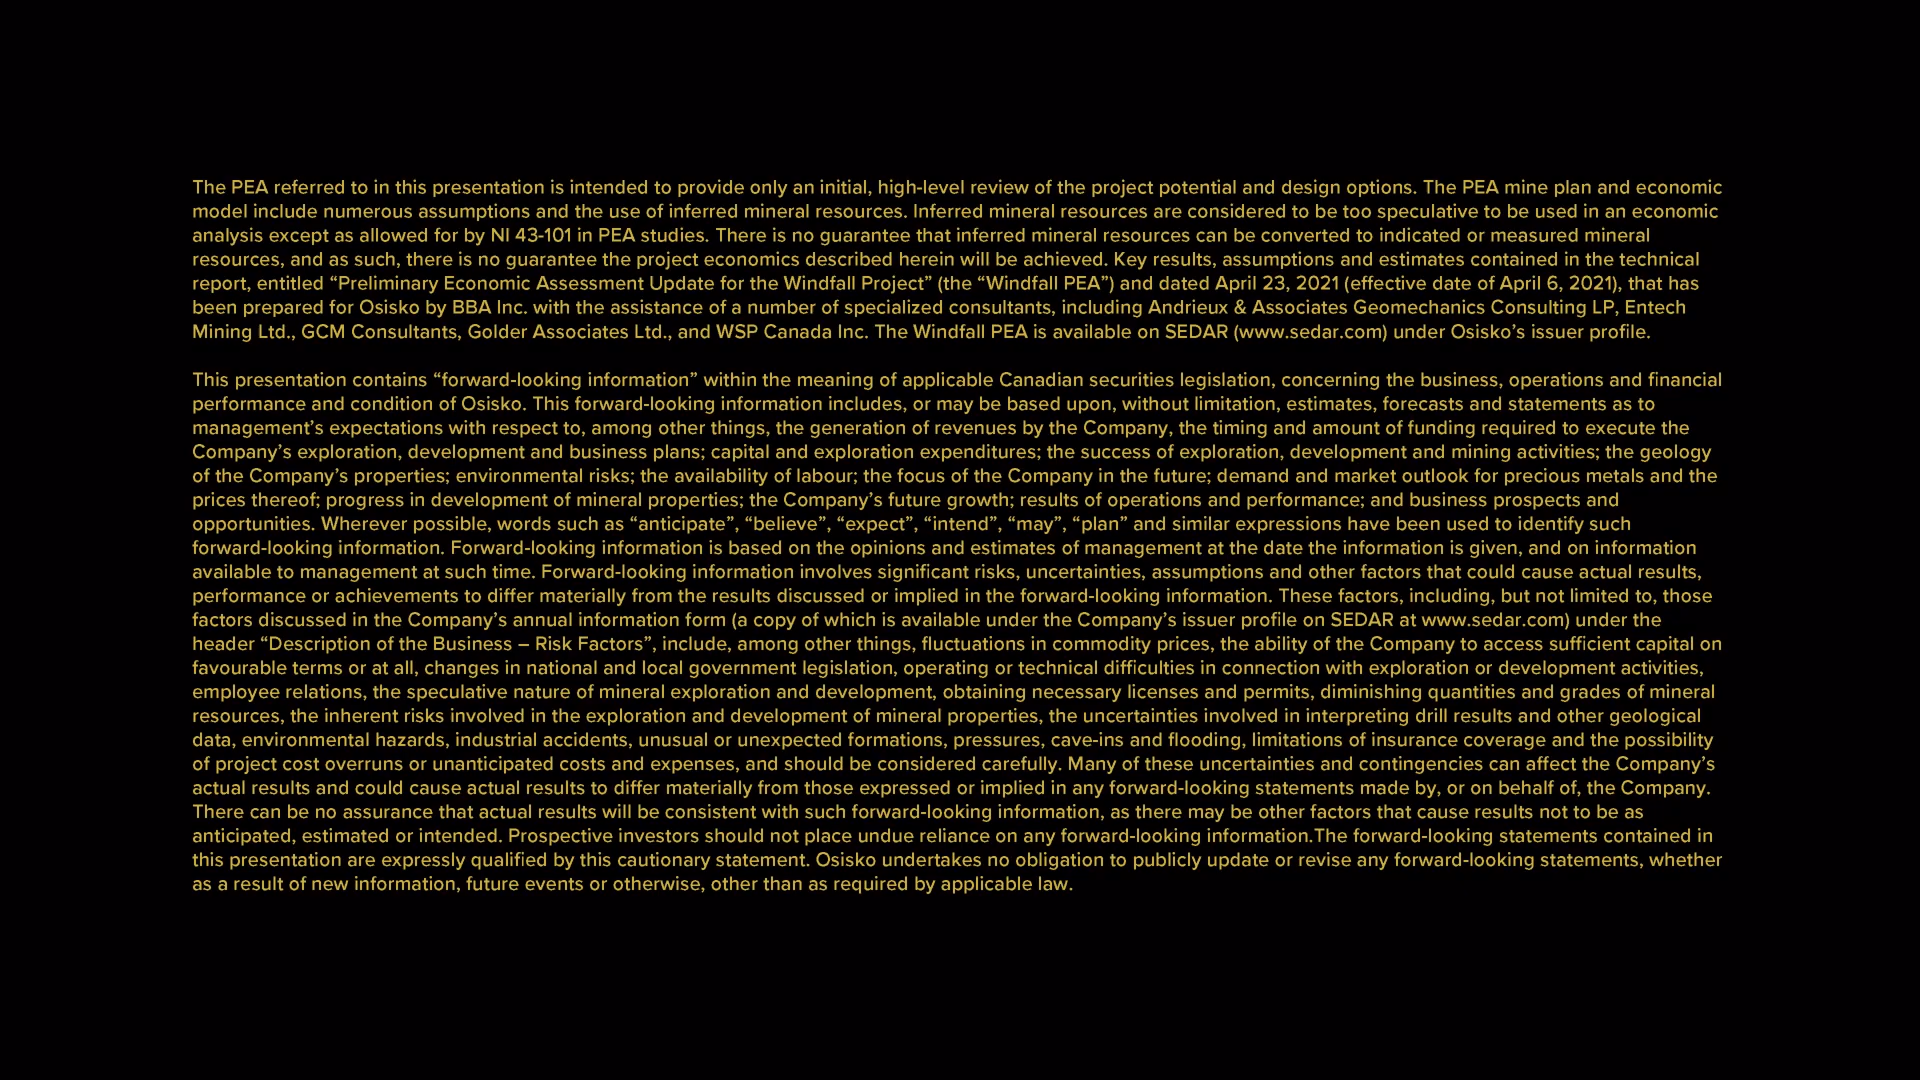 The PEA referred to in this presentation is intended to provide only an initial, high-level review of the project potential and design options. The PEA mine plan and economic
model include numerous assumptions and the use of inferred mineral resources. Inferred mineral resources are considered to be too speculative to be used in an economic
analysis except as allowed for by NI 43-101 in PEA studies. There is no guarantee that inferred mineral resources can be converted to indicated or measured mineral
resources, and as such, there is no guarantee the project economics described herein will be achieved. Key results, assumptions and estimates contained in the technical
report, entitled “Preliminary Economic Assessment Update for the Windfall Project” (the “Windfall PEA”) and dated April 23, 2021 (effective date of April 6, 2021), that has
been prepared for Osisko by BBA Inc. with the assistance of a number of specialized consultants, including Andrieux & Associates Geomechanics Consulting LP, Entech
Mining Ltd., GCM Consultants, Golder Associates Ltd., and WSP Canada Inc. The Windfall PEA is available on SEDAR (www.sedar.com) under Osisko’s issuer profile.
This presentation contains “forward-looking information” within the meaning of applicable Canadian securities legislation, concerning the business, operations and financial
performance and condition of Osisko. This forward-looking information includes, or may be based upon, without limitation, estimates, forecasts and statements as to
management’s expectations with respect to, among other things, the generation of revenues by the Company, the timing and amount of funding required to execute the
Company’s exploration, development and business plans; capital and exploration expenditures; the success of exploration, development and mining activities; the geology
of the Company’s properties; environmental risks; the availability of labour; the focus of the Company in the future; demand and market outlook for precious metals and the
prices thereof; progress in development of mineral properties; the Company’s future growth; results of operations and performance; and business prospects and
opportunities. Wherever possible, words such as “anticipate”, “believe”, “expect”, “intend”, “may”, “plan” and similar expressions have been used to identify such
forward-looking information. Forward-looking information is based on the opinions and estimates of management at the date the information is given, and on information
available to management at such time. Forward-looking information involves significant risks, uncertainties, assumptions and other factors that could cause actual results,
performance or achievements to differ materially from the results discussed or implied in the forward-looking information. These factors, including, but not limited to, those
factors discussed in the Company’s annual information form (a copy of which is available under the Company’s issuer profile on SEDAR at www.sedar.com) under the
header “Description of the Business – Risk Factors”, include, among other things, fluctuations in commodity prices, the ability of the Company to access sufficient capital on
favourable terms or at all, changes in national and local government legislation, operating or technical difficulties in connection with exploration or development activities,
employee relations, the speculative nature of mineral exploration and development, obtaining necessary licenses and permits, diminishing quantities and grades of mineral
resources, the inherent risks involved in the exploration and development of mineral properties, the uncertainties involved in interpreting drill results and other geological
data, environmental hazards, industrial accidents, unusual or unexpected formations, pressures, cave-ins and flooding, limitations of insurance coverage and the possibility
of project cost overruns or unanticipated costs and expenses, and should be considered carefully. Many of these uncertainties and contingencies can affect the Company’s
actual results and could cause actual results to differ materially from those expressed or implied in any forward-looking statements made by, or on behalf of, the Company.
There can be no assurance that actual results will be consistent with such forward-looking information, as there may be other factors that cause results not to be as
anticipated, estimated or intended. Prospective investors should not place undue reliance on any forward-looking information.The forward-looking statements contained in
this presentation are expressly qualified by this cautionary statement. Osisko undertakes no obligation to publicly update or revise any forward-looking statements, whether
as a result of new information, future events or otherwise, other than as required by applicable law.